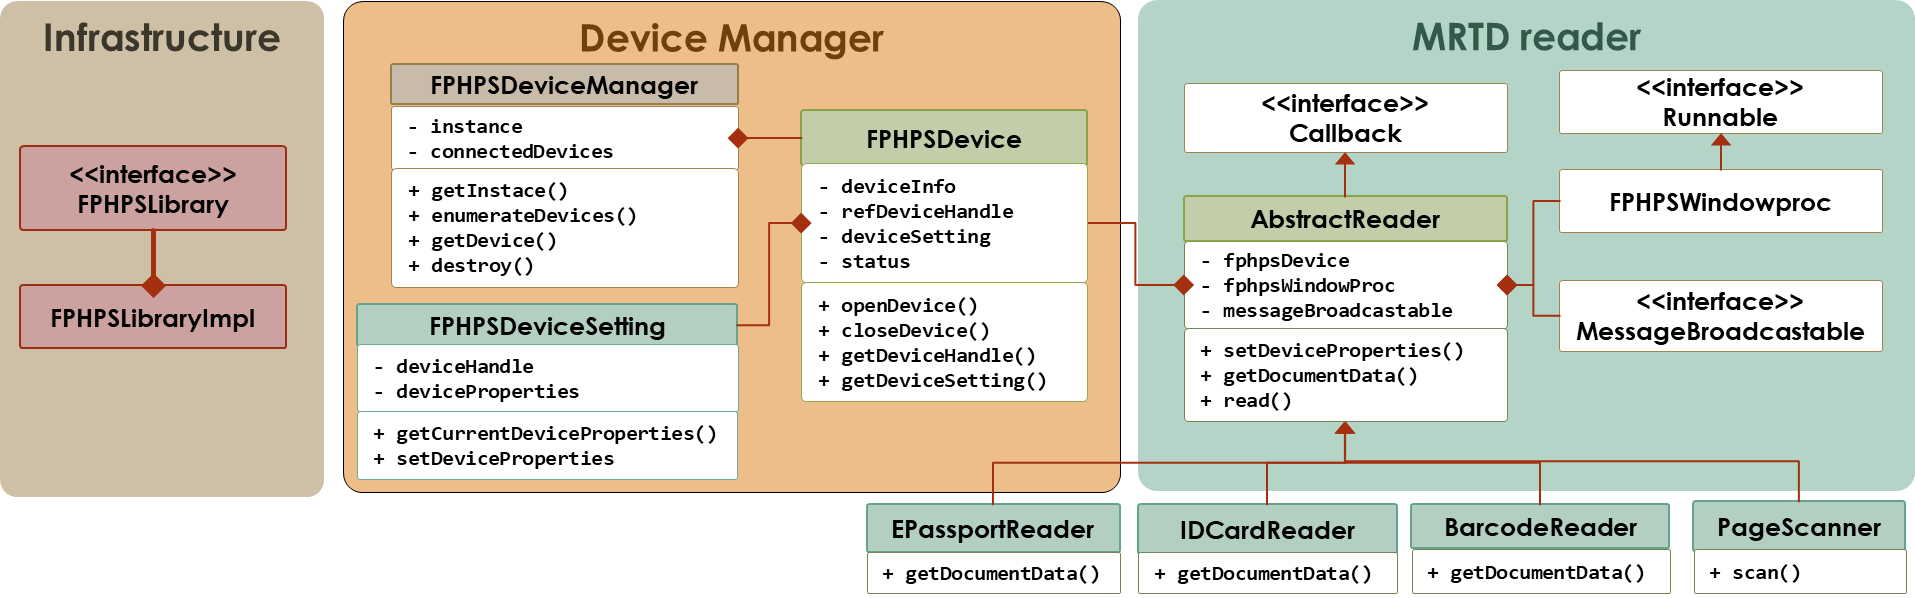 Infrastructure
<<interface>>
FPHPSLibrary
FPHPSLibraryImpl
Device Manager
FPHPSDeviceManager
- instance
- connectedDevices
+ getInstace()
+ enumerateDevices()
+ getDevice()
+ destroy()
FPHPSDeviceSetting
- deviceHandle
- deviceProperties
+ getCurrentDeviceProperties()
+ setDeviceProperties
FPHPSDevice
- deviceInfo
- refDeviceHandle
- deviceSetting
- status
+ openDevice()
+ closeDevice()
+ getDeviceHandle()
+ getDeviceSetting()
MRTD reader
<<interface>>
Callback
AbstractReader
- fphpsDevice
- fphpsWindowProc
- messageBroadcastable
+ setDeviceProperties()
+ getDocumentData()
+ read()
<<interface>>
Runnable
FPHPSWindowproc
<<interface>>
MessageBroadcastable
EPassportReader
+ getDocumentData()
IDCardReader
+ getDocumentData()
BarcodeReader
+ getDocumentData()
PageScanner
+ scan()